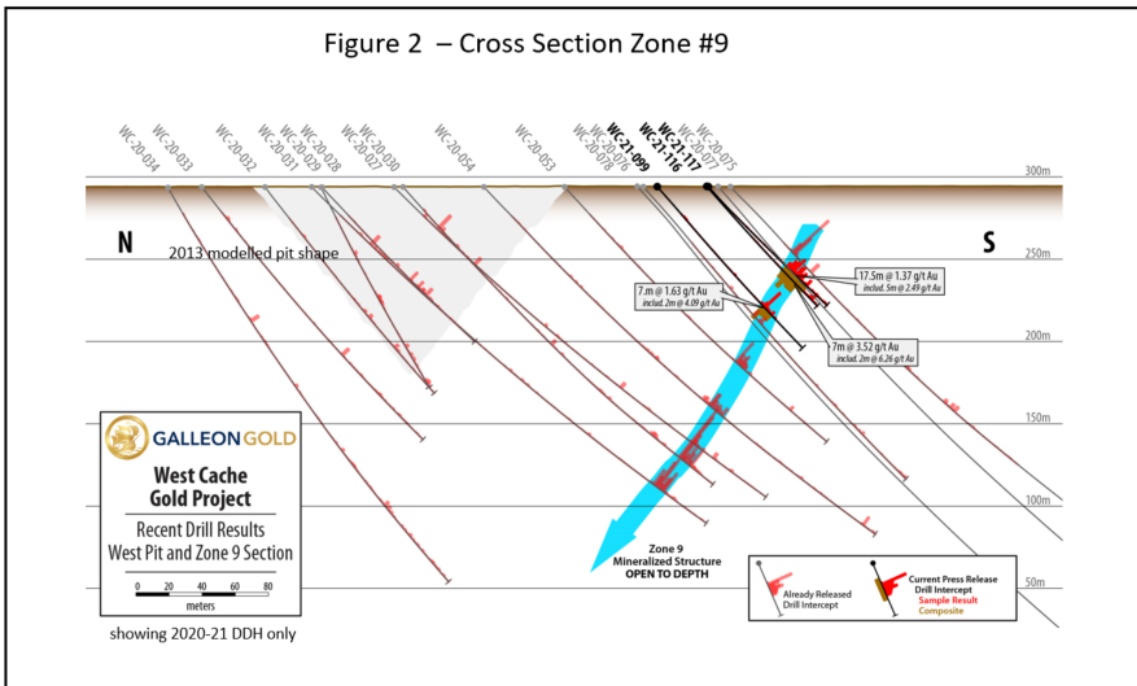 Figure 2 – Cross Section Zone #9
WC-20-034
WC-20-033
WC-20-032
WC-20-031
WC-20-029
WC-20-028
WC-20-027
WC-20-030
WC-20-054
WC-20-053
WC-20-078
WC-20-076
WC-21-099
WC-21-116
WC-21-117
WC-20-077
WC-20-075
300m
N
S
2013 modelled pit shape
250m
17.5m @ 1.37 g/t Au
includ. 5m @ 2.49 g/t Au
7.m @ 1.63 g/t Au
includ. 2m @ 4.09 g/t Au
200m
7m @ 3.52 g/t Au
includ. 2m @ 6.26 g/t Au
150m
GALLEON GOLD
West Cache
Gold Project
Recent Drill Results
West Pit and Zone 9 Section
0 20 40 60 80
meters
showing 2020-21 DDH only
100m
Zone 9
Mineralized Structure
OPEN TO DEPTH
50m
Already Released
Drill Intercept
Current Press Release
Drill Intercept
Sample Result
Composite